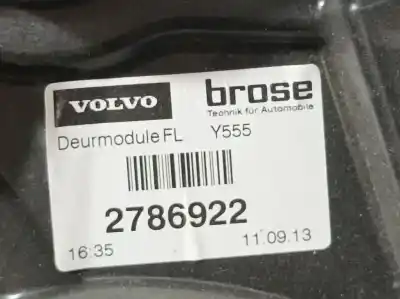 VOLVO brose
Technik für Automobile
Deurmodule FL Y555
2786922
16:35 11.09.13